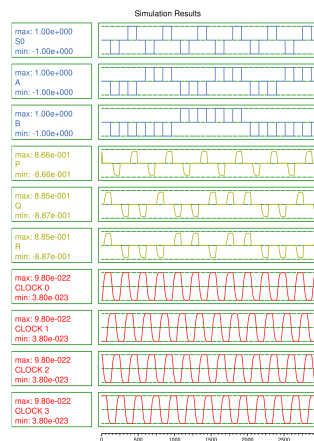 Simulation Results
max: 1.00e+000
S0
min: -1.00e+000
max: 1.00e+000
A
min: -1.00e+000
max: 1.00e+000
B
min: -1.00e+000
max: 8.66e-001
P
min: -8.66e-001
max: 8.85e-001
Q
min: -8.87e-001
max: 8.85e-001
R
min: -8.87e-001
max: 9.80e-022
CLOCK 0
min: 3.80e-023
max: 9.80e-022
CLOCK 1
min: 3.80e-023
max: 9.80e-022
CLOCK 2
min: 3.80e-023
max: 9.80e-022
CLOCK 3
min: 3.80e-023
0 500 1000 1500 2000 2500